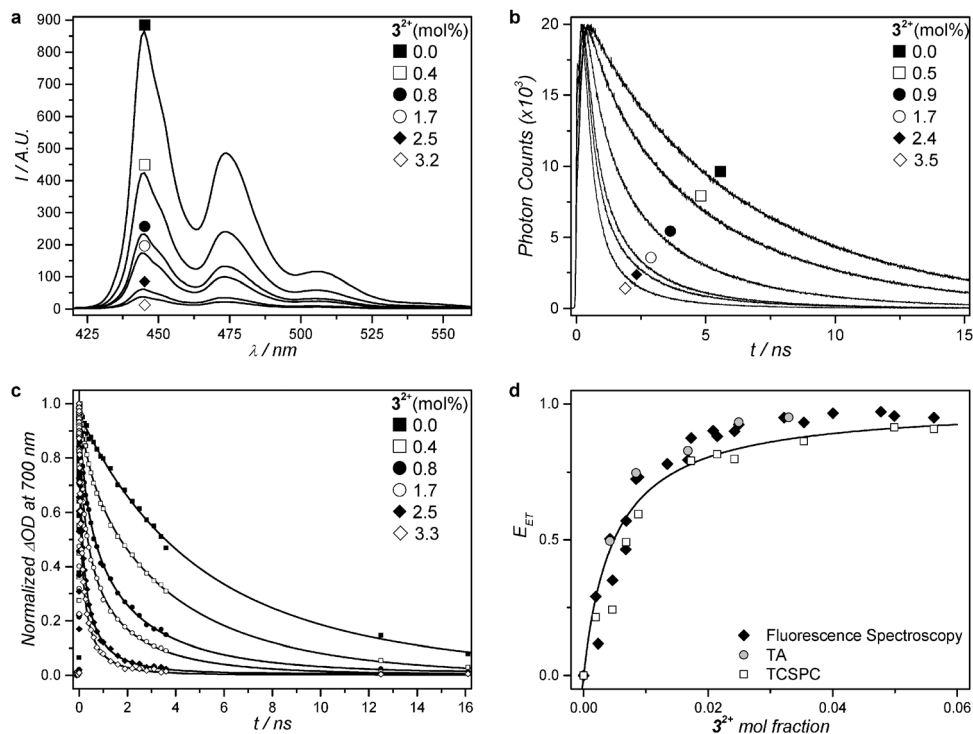 a
3²⁺(mol%)
0.0
0.4
0.8
1.7
2.5
3.2
900
800
700
600
500
400
300
200
100
0
I / A.U.
425 450 475 500 525 550
λ / nm
b
3²⁺(mol%)
0.0
0.5
0.9
1.7
2.4
3.5
20
15
10
5
0
Photon Counts (x10³)
0 5 10 15
t / ns
c
3²⁺(mol%)
0.0
0.4
0.8
1.7
2.5
3.3
1.0
0.8
0.6
0.4
0.2
0.0
Normalized ΔOD at 700 nm
0 2 4 6 8 10 12 14 16
t / ns
d
1.0
0.5
0.0
E_ET
Fluorescence Spectroscopy
TA
TCSPC
0.00 0.02 0.04 0.06
3²⁺ mol fraction